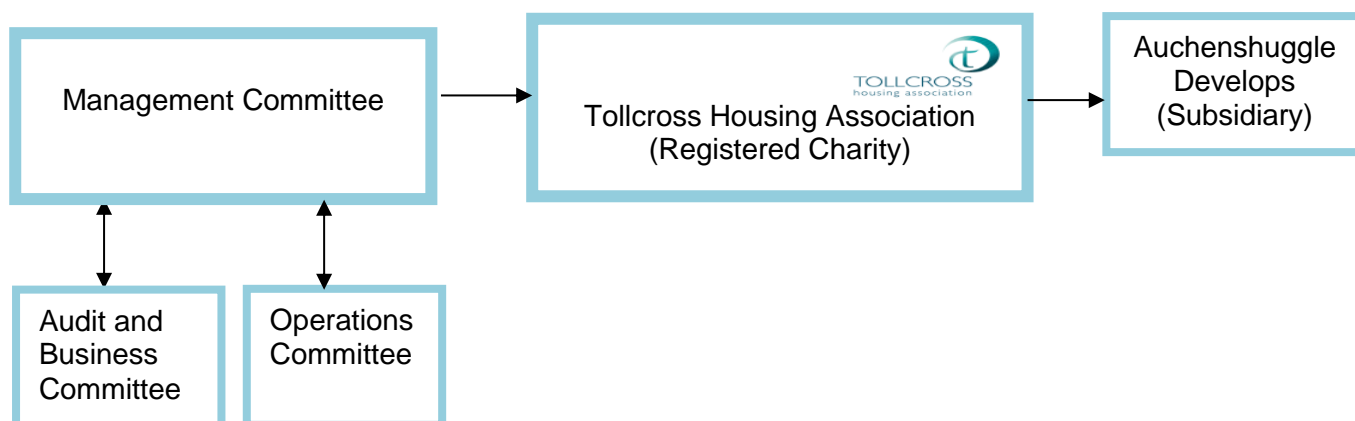 Management Committee
TOLLCROSS
housing association
Tollcross Housing Association
(Registered Charity)
Auchenshuggle
Develops
(Subsidiary)
Audit and
Business
Committee
Operations
Committee